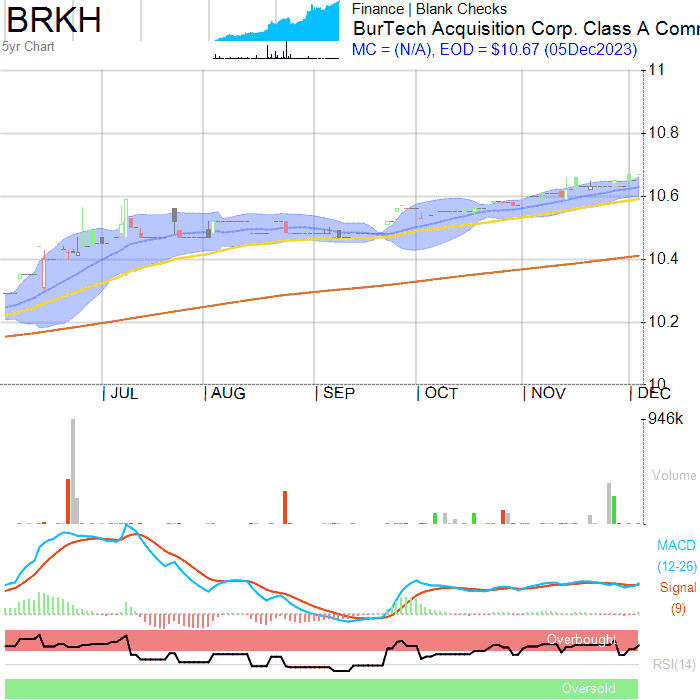 BRKH
5yr Chart
Finance | Blank Checks
BurTech Acquisition Corp. Class A Comm
MC = (N/A), EOD = $10.67 (05Dec2023)
11
10.8
10.6
10.4
10.2
10
JUL
AUG
SEP
OCT
NOV
DEC
946k
Volume
MACD
(12-26)
Signal
(9)
Overbought
RSI(14)
Oversold